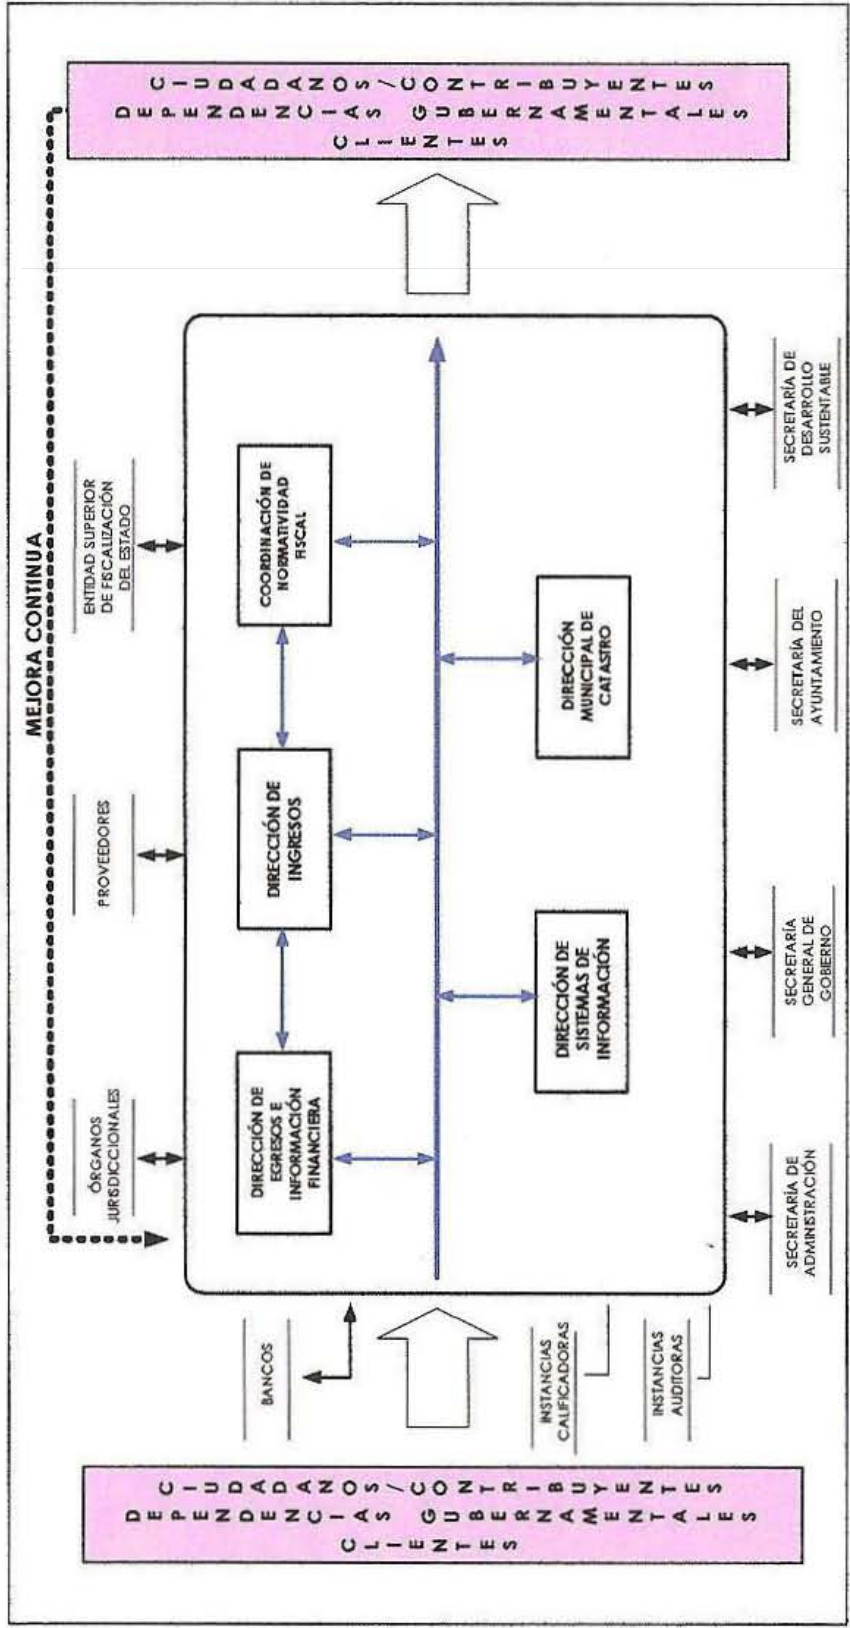 MEJORA CONTINUA
ÓRGANOS
JURISDICCIONALES
PROVEEDORES
ENTIDAD SUPERIOR
DE FISCALIZACIÓN
DEL ESTADO
CIUDADANOS/CONTRIBUYENTES
DEPENDENCIAS GUBERNAMENTALES
CLIENTES
BANCOS
INSTANCIAS
CALIFICADORAS
INSTANCIAS
AUDITORAS
DIRECCIÓN DE
EGRESOS E
INFORMACIÓN
FINANCIERA
DIRECCIÓN DE
INGRESOS
COORDINACIÓN DE
NORMATIVIDAD
FISCAL
DIRECCIÓN DE
SISTEMAS DE
INFORMACIÓN
DIRECCIÓN
MUNICIPAL DE
CATASTRO
CIUDADANOS/CONTRIBUYENTES
DEPENDENCIAS GUBERNAMENTALES
CLIENTES
SECRETARÍA DE
ADMINISTRACIÓN
SECRETARÍA
GENERAL DE
GOBIERNO
SECRETARÍA DEL
AYUNTAMIENTO
SECRETARÍA DE
DESARROLLO
SUSTENTABLE